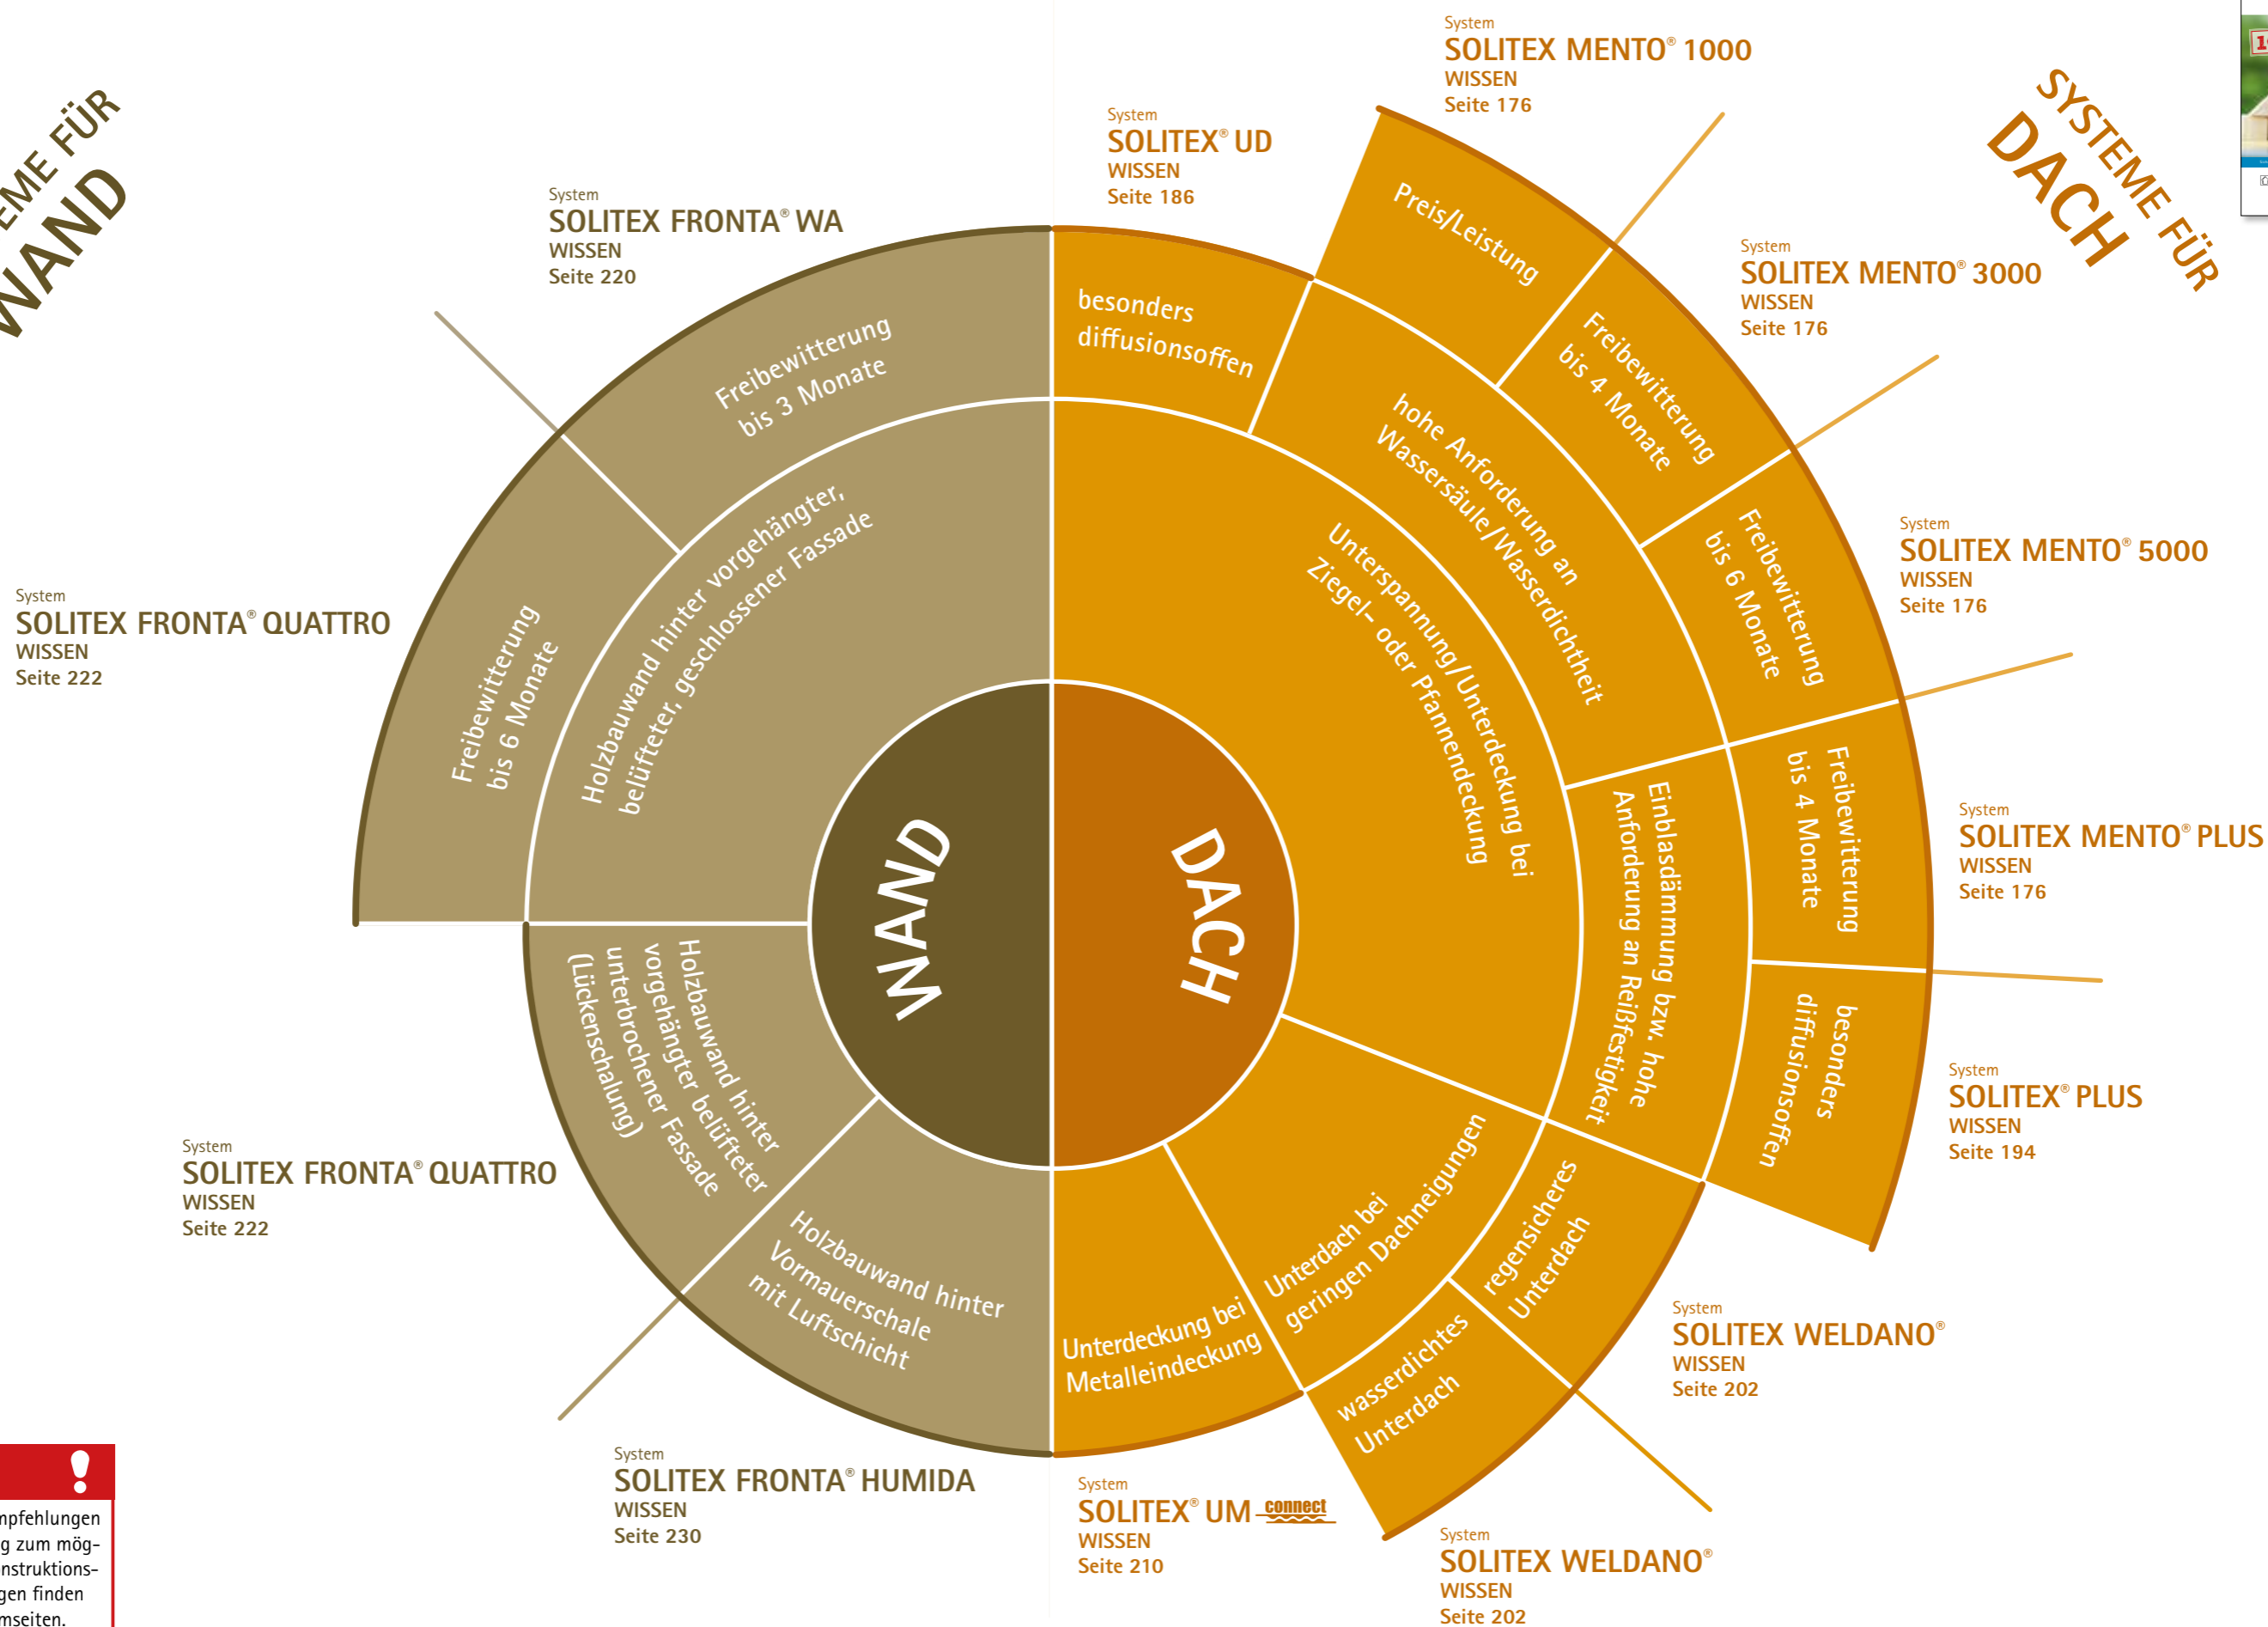 FÜR
WAND
System
SOLITEX FRONTA® WA
WISSEN
Seite 220
System
SOLITEX FRONTA® QUATTRO
WISSEN
Seite 222
System
SOLITEX FRONTA® QUATTRO
WISSEN
Seite 222
System
SOLITEX FRONTA® HUMIDA
WISSEN
Seite 230
Freibewitterung
bis 3 Monate
Freibewitterung
bis 6 Monate
Holzbauwand hinter vorgehängter,
belüfteter, geschlossener Fassade
WAND
Holzbauwand hinter
vorgehängter belüfteter
unterbrochener Fassade
(Lückenschalung)
Holzbauwand hinter
Vormauerschale
mit Luftschicht
SYSTEME FÜR
DACH
System
SOLITEX® UD
WISSEN
Seite 186
System
SOLITEX MENTO® 1000
WISSEN
Seite 176
System
SOLITEX MENTO® 3000
WISSEN
Seite 176
System
SOLITEX MENTO® 5000
WISSEN
Seite 176
System
SOLITEX MENTO® PLUS
WISSEN
Seite 176
System
SOLITEX® PLUS
WISSEN
Seite 194
System
SOLITEX WELDANO®
WISSEN
Seite 202
System
SOLITEX WELDANO®
WISSEN
Seite 202
System
SOLITEX® UM connect
WISSEN
Seite 210
besonders
diffusionsoffen
Preis/Leistung
Freibewitterung
bis 4 Monate
Freibewitterung
bis 6 Monate
hohe Anforderung an
Wassersäule/Wasserdichtheit
Unterspannung/Unterdeckung bei
Ziegel- oder Pfannendeckung
Freibewitterung
bis 4 Monate
Einblasdämmung bzw. hohe
Anforderung an Reißfestigkeit
besonders
diffusionsoffen
DACH
Unterdach bei
geringen Dachneigungen
regensicheres
Unterdach
wasserdichtes
Unterdach
Unterdeckung bei
Metalleindeckung
!
mpfehlungen
g zum mög-
nstruktions-
gen finden
mseiten.